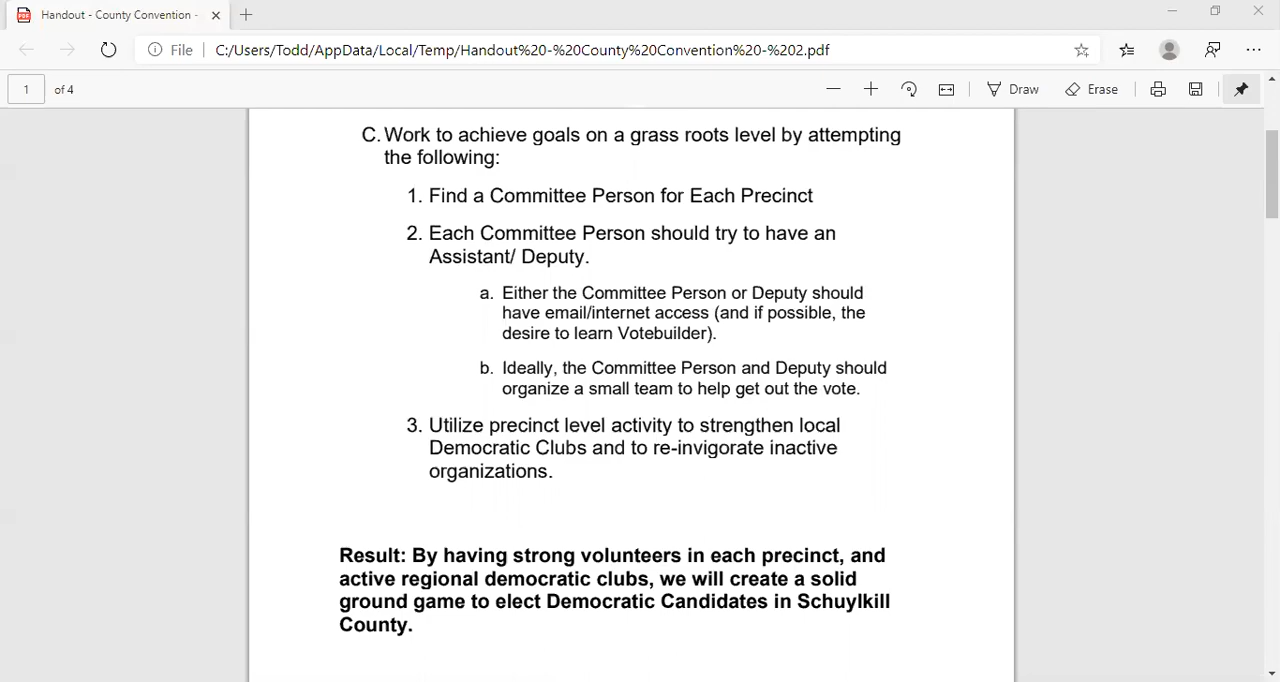 Handout - County Convention -
File
C:/Users/Todd/AppData/Local/Temp/Handout%20-%20County%20Convention%20-%202.pdf
1 of 4
Draw
Erase
C. Work to achieve goals on a grass roots level by attempting
the following:
1. Find a Committee Person for Each Precinct
2. Each Committee Person should try to have an
Assistant/ Deputy.
a. Either the Committee Person or Deputy should
have email/internet access (and if possible, the
desire to learn Votebuilder).
b. Ideally, the Committee Person and Deputy should
organize a small team to help get out the vote.
3. Utilize precinct level activity to strengthen local
Democratic Clubs and to re-invigorate inactive
organizations.
Result: By having strong volunteers in each precinct, and
active regional democratic clubs, we will create a solid
ground game to elect Democratic Candidates in Schuylkill
County.